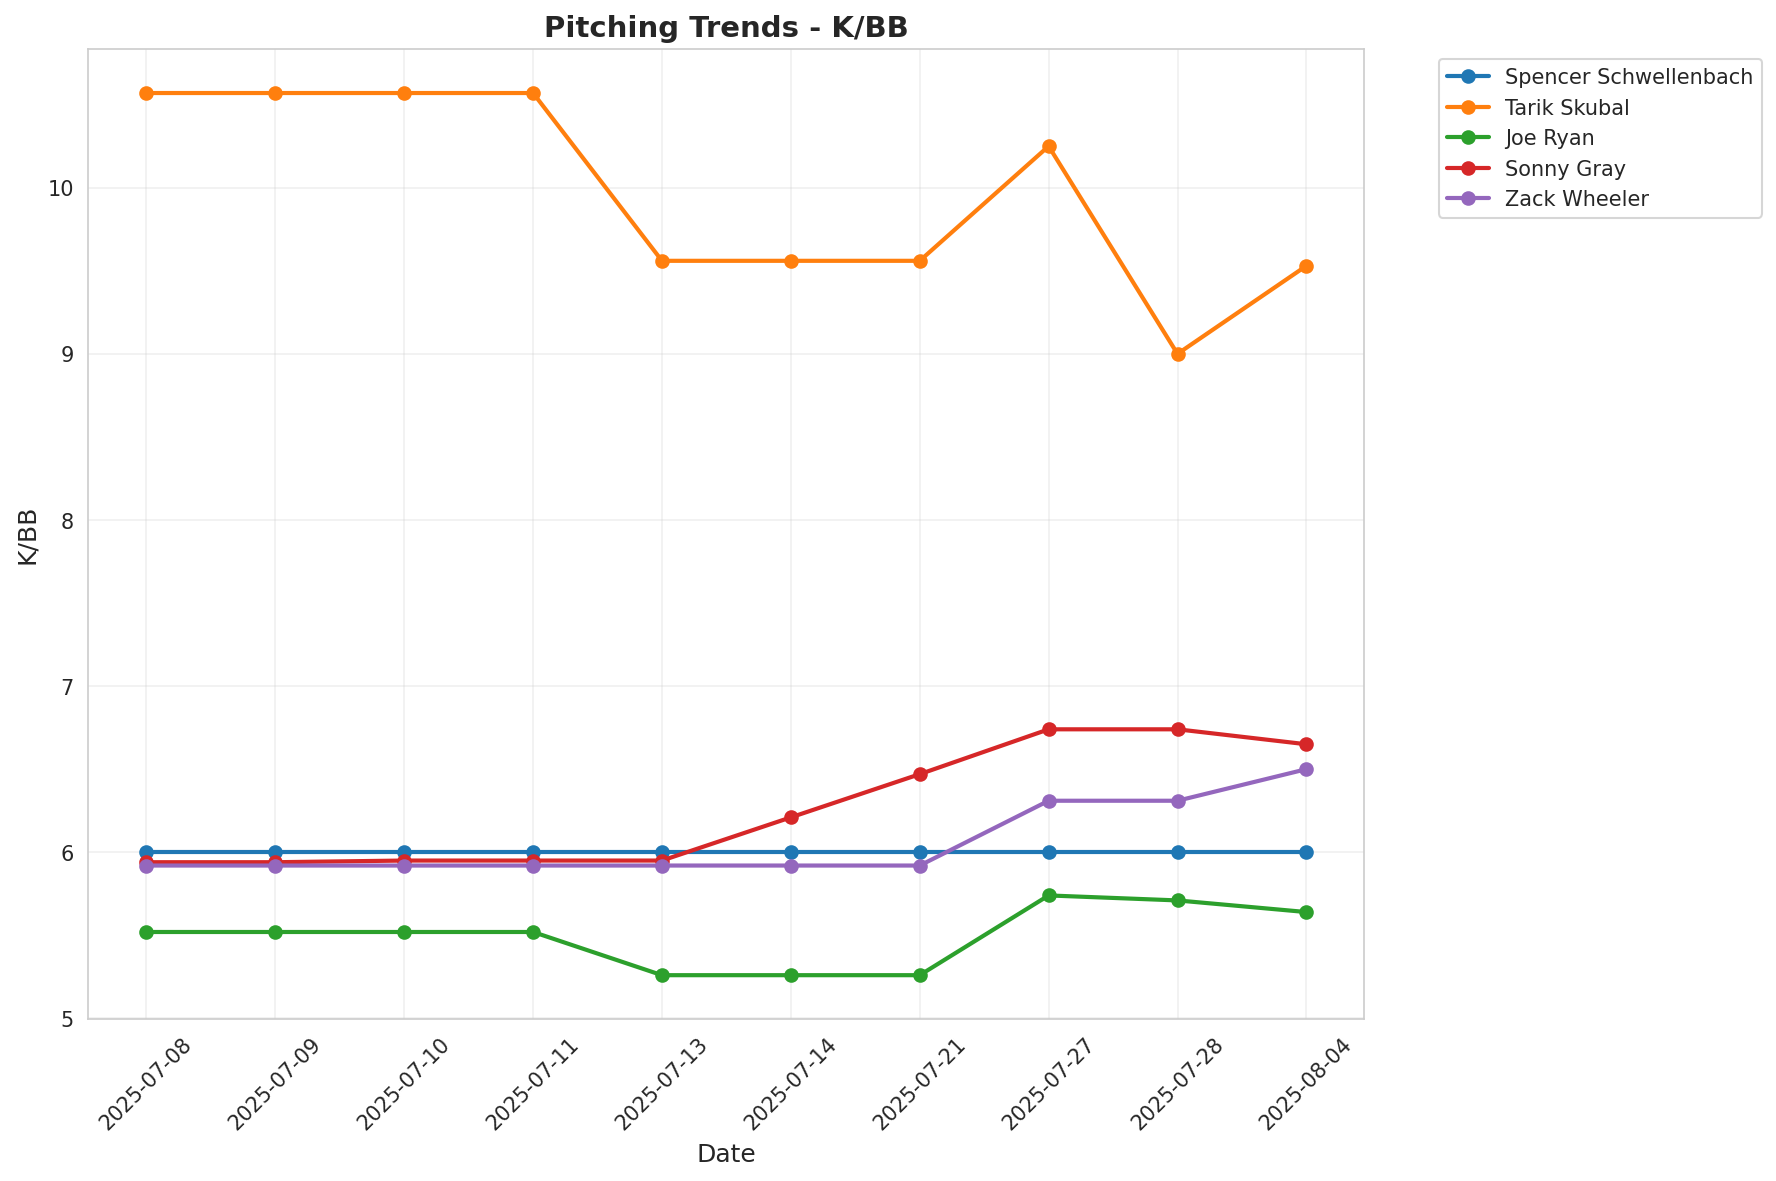 Pitching Trends - K/BB
Spencer Schwellenbach
Tarik Skubal
Joe Ryan
Sonny Gray
Zack Wheeler
K/BB
10
9
8
7
6
5
2025-07-08
2025-07-09
2025-07-10
2025-07-11
2025-07-13
2025-07-14
2025-07-21
2025-07-27
2025-07-28
2025-08-04
Date